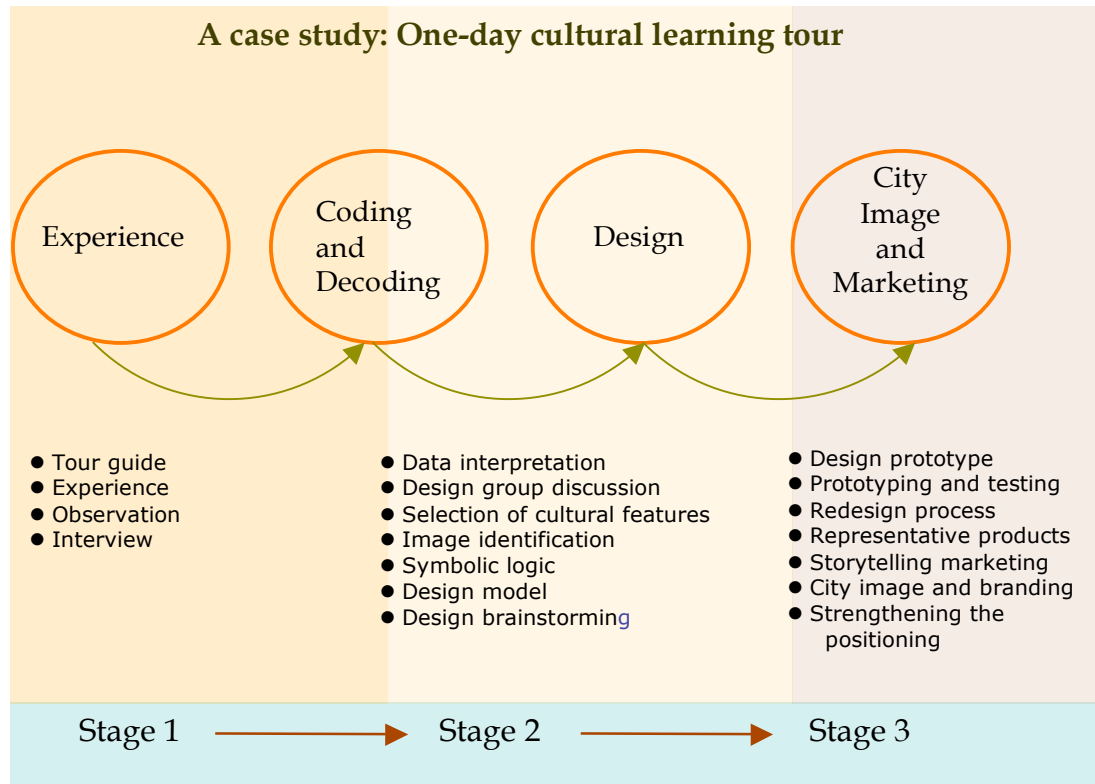 A case study: One-day cultural learning tour
Experience
Coding
and
Decoding
Design
City
Image
and
Marketing
● Tour guide
● Experience
● Observation
● Interview
● Data interpretation
● Design group discussion
● Selection of cultural features
● Image identification
● Symbolic logic
● Design model
● Design brainstorming
● Design prototype
● Prototyping and testing
● Redesign process
● Representative products
● Storytelling marketing
● City image and branding
● Strengthening the
positioning
Stage 1
Stage 2
Stage 3